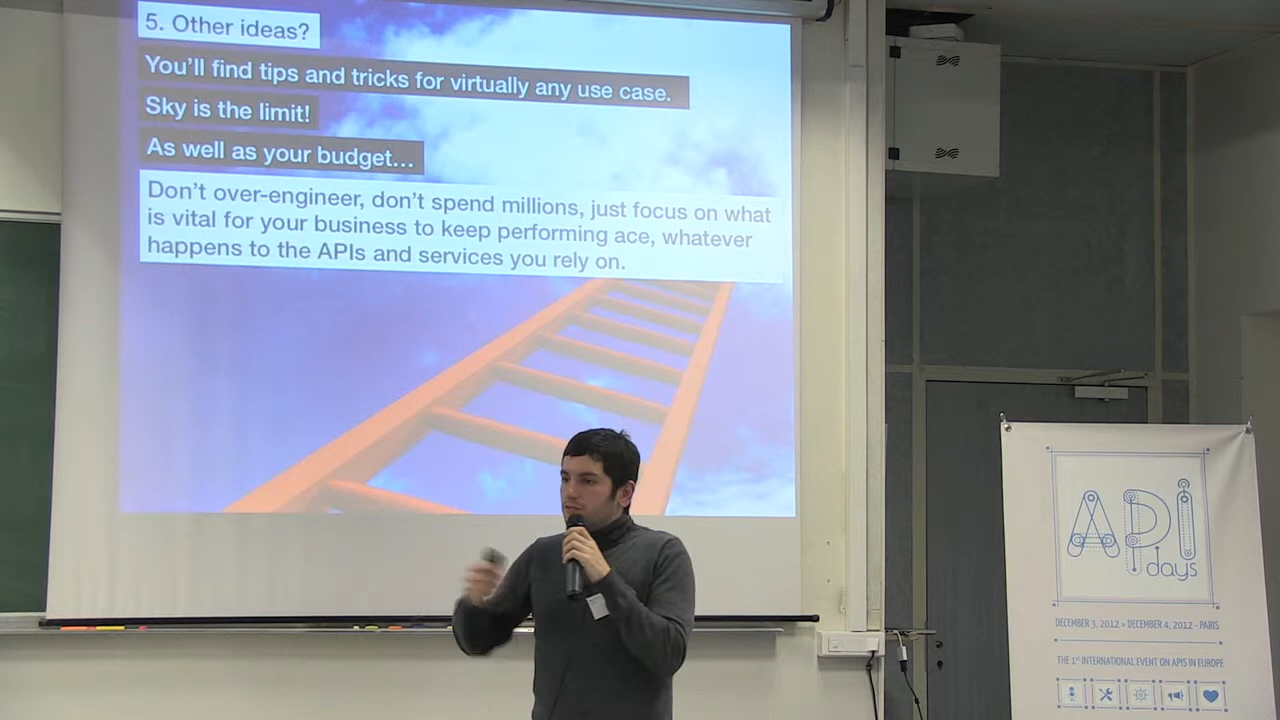 5. Other ideas?
You'll find tips and tricks for virtually any use case.
Sky is the limit!
As well as your budget...
Don't over-engineer, don't spend millions, just focus on what
is vital for your business to keep performing ace, whatever
happens to the APIs and services you rely on.
API
days
DECEMBER 3, 2012 > DECEMBER 4, 2012 - PARIS
THE 1ST INTERNATIONAL EVENT ON APIS IN EUROPE